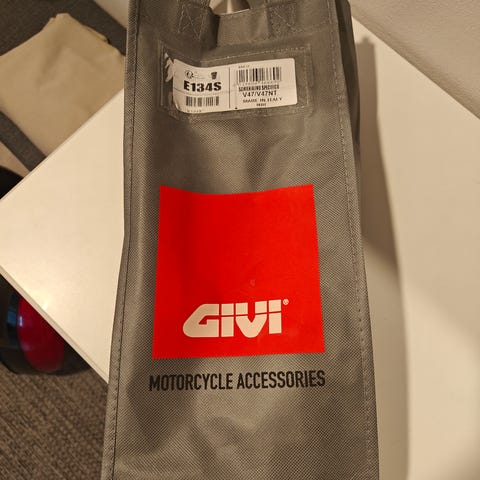 E134S
SCHIENALINO SPECIFICO
V47/V47NT
MADE IN ITALY
GIVI®
MOTORCYCLE ACCESSORIES